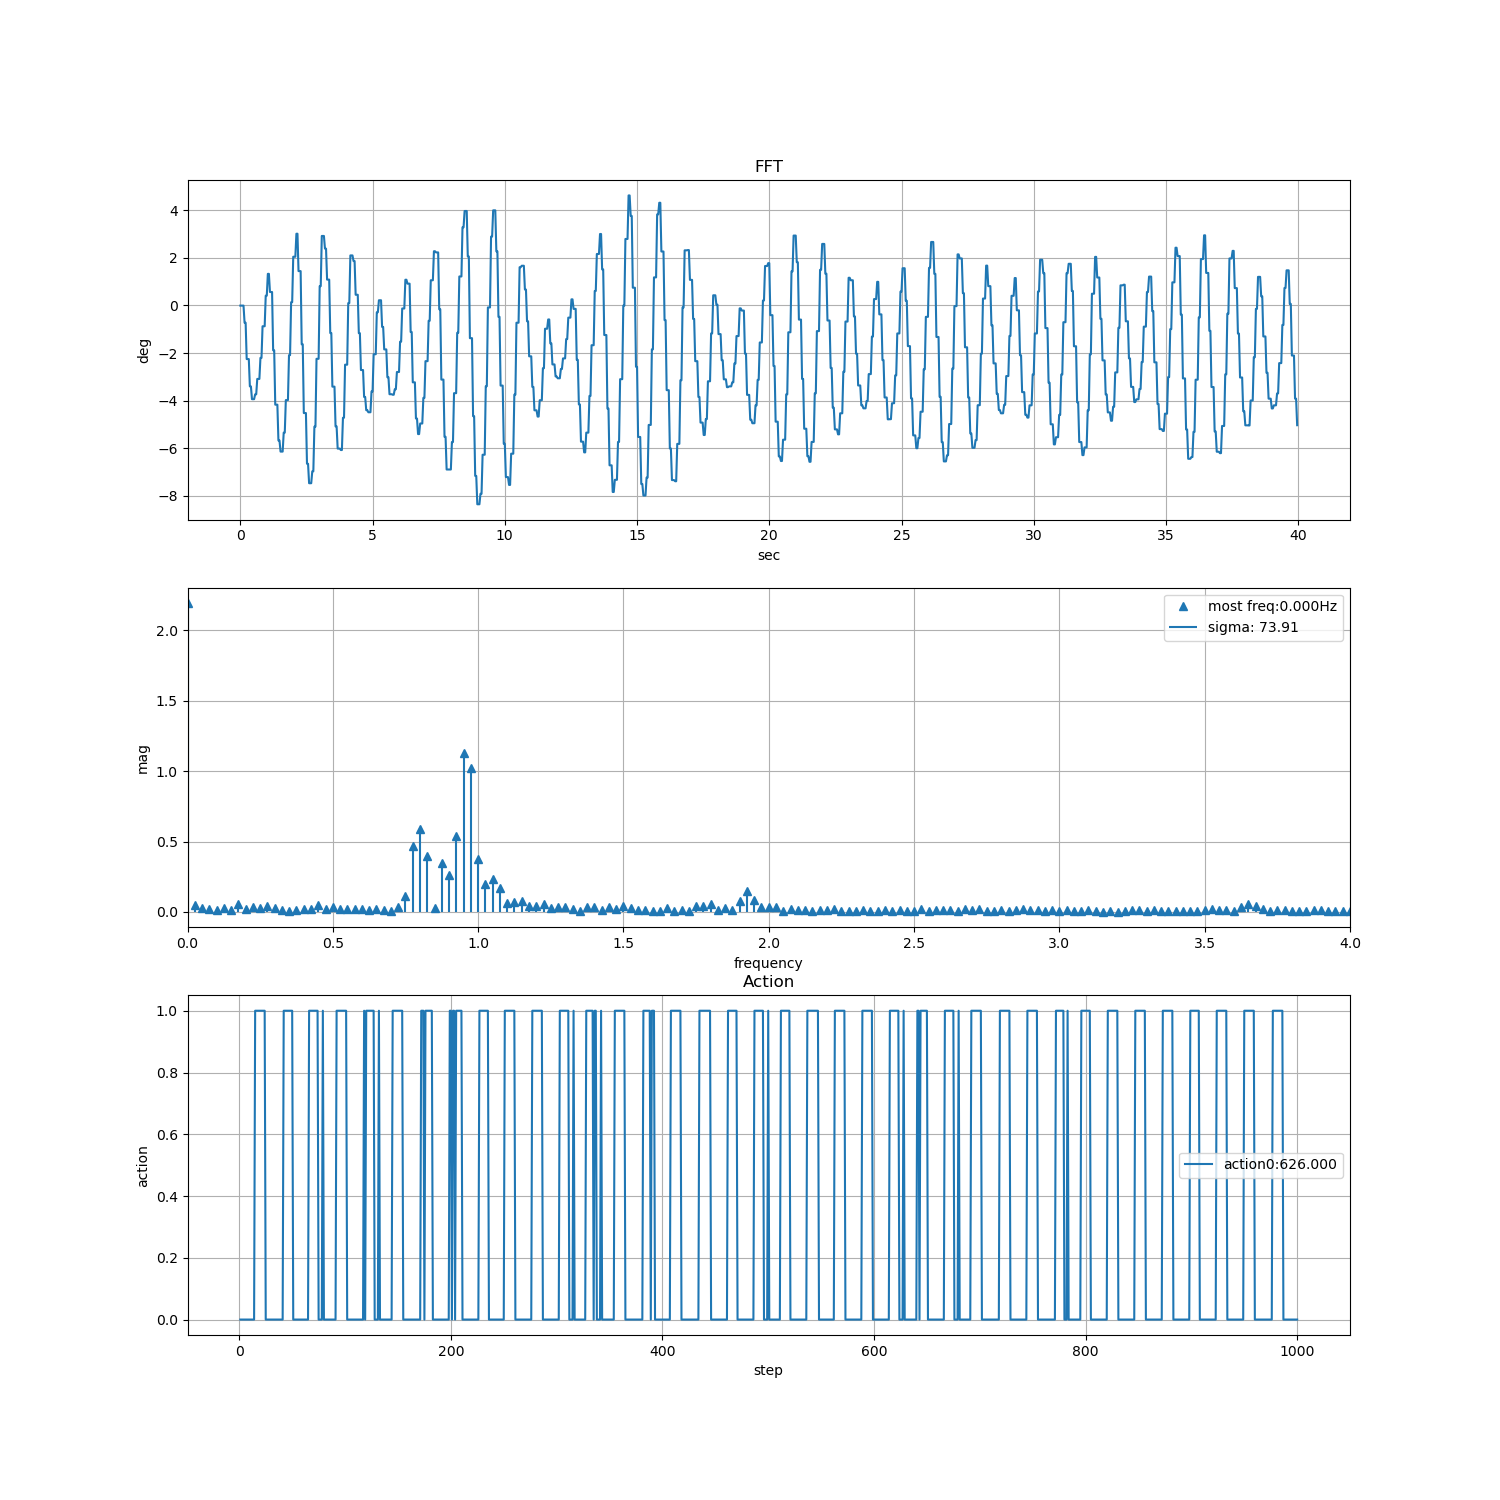 FFT
4
2
0
−2
−4
−6
−8
deg
0 5 10 15 20 25 30 35 40
sec
most freq:0.000Hz
sigma: 73.91
2.0
1.5
1.0
0.5
0.0
mag
0.0 0.5 1.0 1.5 2.0 2.5 3.0 3.5 4.0
frequency
Action
1.0
0.8
0.6
0.4
0.2
0.0
action
action0:626.000
0 200 400 600 800 1000
step